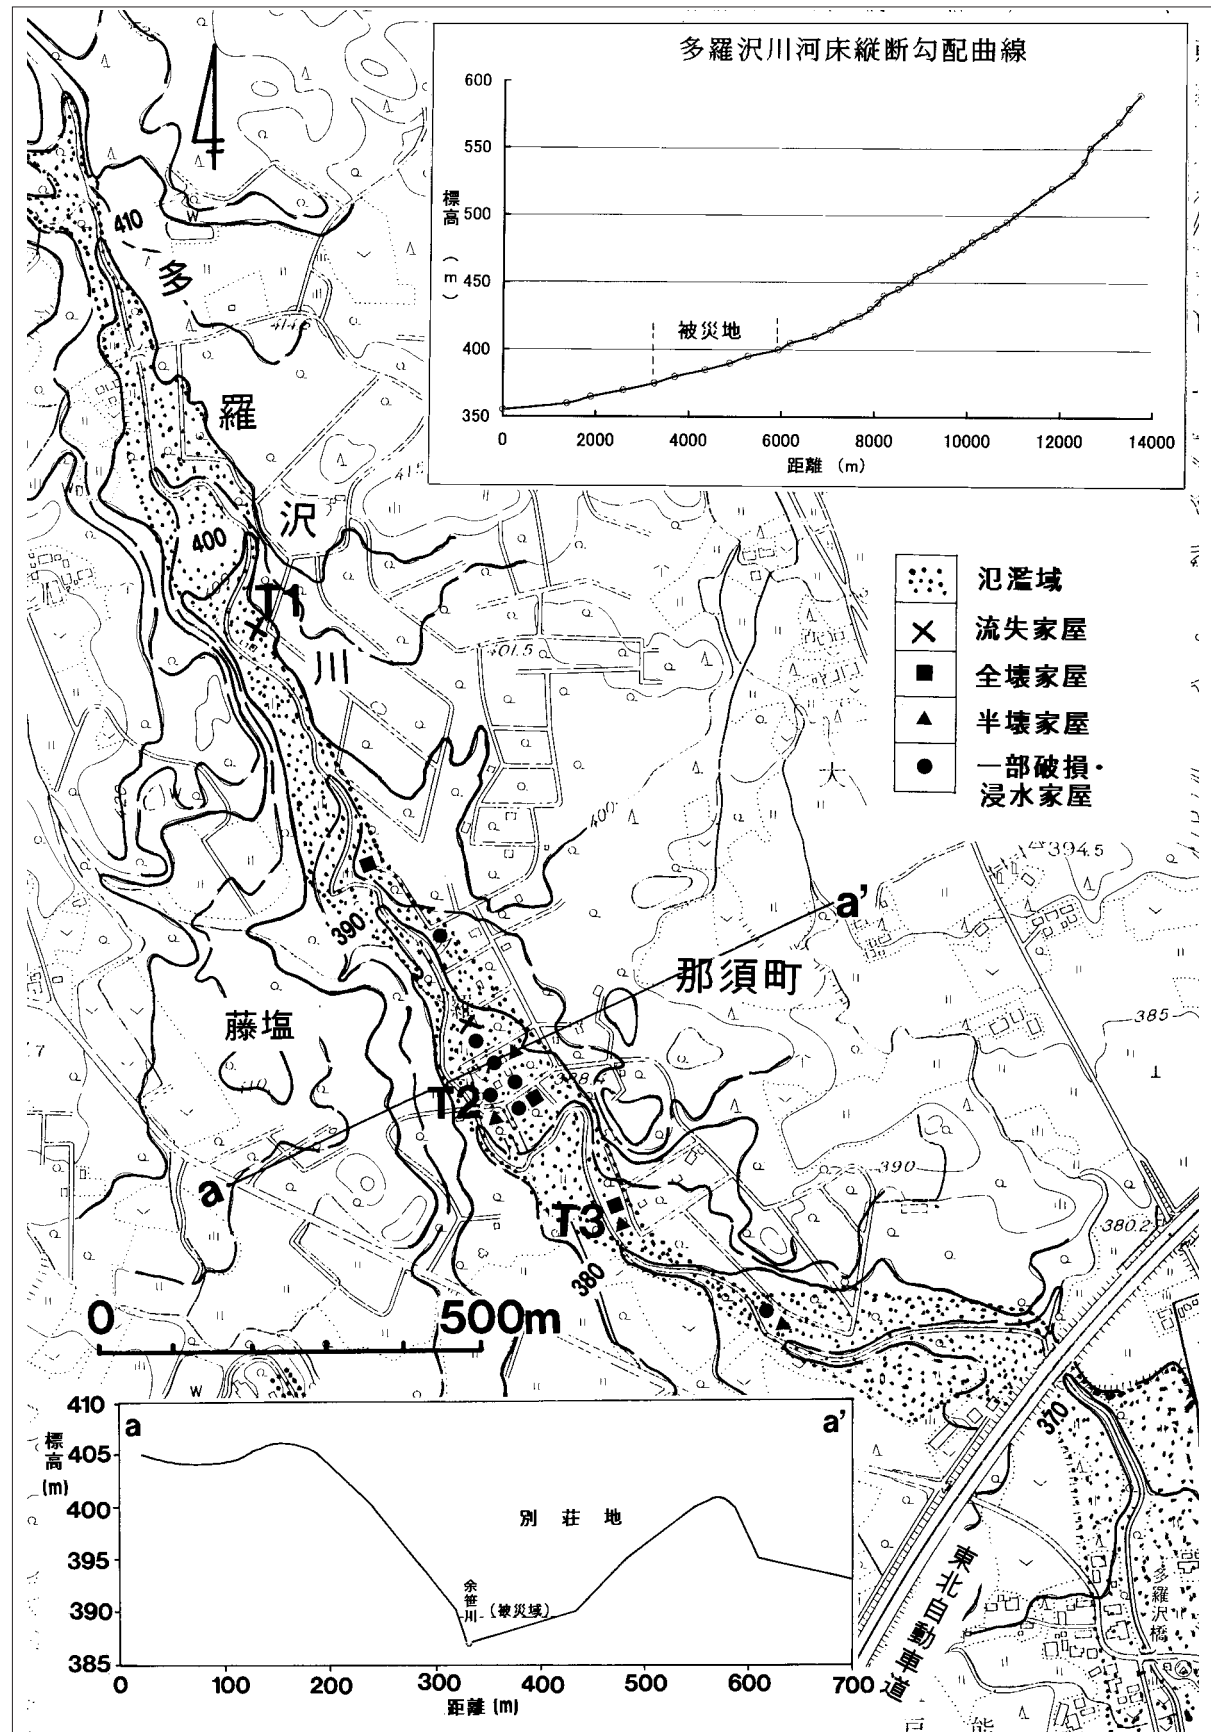 多羅沢川河床縦断勾配曲線
600
550
500
450
400
350
標高 (m)
被災地
0 2000 4000 6000 8000 10000 12000 14000
距離 (m)
氾濫域
流失家屋
全壊家屋
半壊家屋
一部破損・
浸水家屋
410
多
414.6
羅
415
沢
400
T1
川
401.5
大
400
394.5
a'
390
那須町
藤塩
385
388.4
T2
a
390
T3
380.2
380
0 500m
370
東北自動車道
多羅沢橋
W
W
W
410
405
400
395
390
385
標高
(m)
a
a'
別荘地
余笹川
(被災域)
0 100 200 300 400 500 600 700
距離 (m)